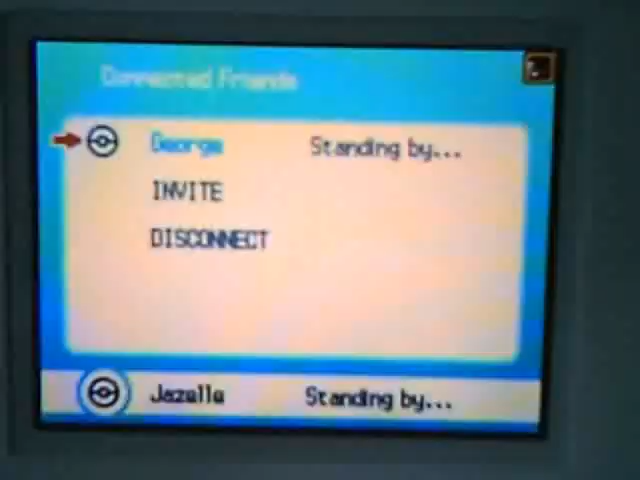 Connected Friends
George Standing by...
INVITE
DISCONNECT
Jazelle Standing by...